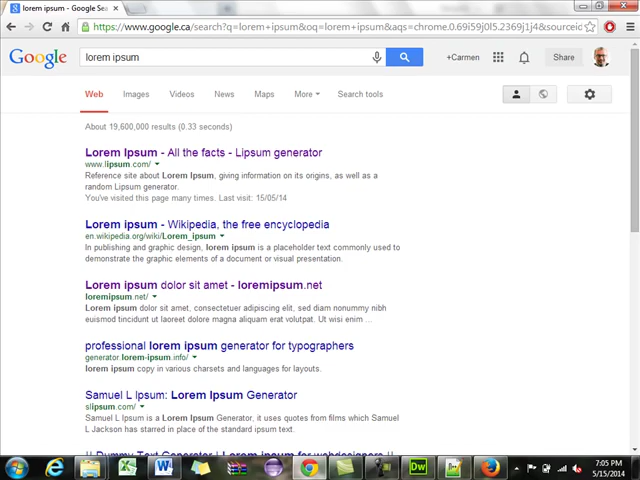 lorem ipsum - Google Sear
https://www.google.ca/search?q=lorem+ipsum&oq=lorem+ipsum&aqs=chrome.0.69i59j0l5.2369j1j4&sourceid
Google
lorem ipsum
+Carmen
Share
Web Images Videos News Maps More Search tools
About 19,600,000 results (0.33 seconds)
Lorem Ipsum - All the facts - Lipsum generator
www.lipsum.com/
Reference site about Lorem Ipsum, giving information on its origins, as well as a
random Lipsum generator.
You've visited this page many times. Last visit: 15/05/14
Lorem ipsum - Wikipedia, the free encyclopedia
en.wikipedia.org/wiki/Lorem_ipsum
In publishing and graphic design, lorem ipsum is a placeholder text commonly used to
demonstrate the graphic elements of a document or visual presentation.
Lorem ipsum dolor sit amet - loremipsum.net
loremipsum.net/
Lorem ipsum dolor sit amet, consectetuer adipiscing elit, sed diam nonummy nibh
euismod tincidunt ut laoreet dolore magna aliquam erat volutpat. Ut wisi enim ...
professional lorem ipsum generator for typographers
generator.lorem-ipsum.info/
lorem ipsum copy in various charsets and languages for layouts.
Samuel L Ipsum: Lorem Ipsum Generator
slipsum.com/
Samuel L Ipsum is a Lorem Ipsum Generator, it uses quotes from films which Samuel
L Jackson has starred in place of the standard ipsum text.
!! Dummy Text Generator | Lorem ipsum for webdesigners !!
Dw
7:05 PM
5/15/2014